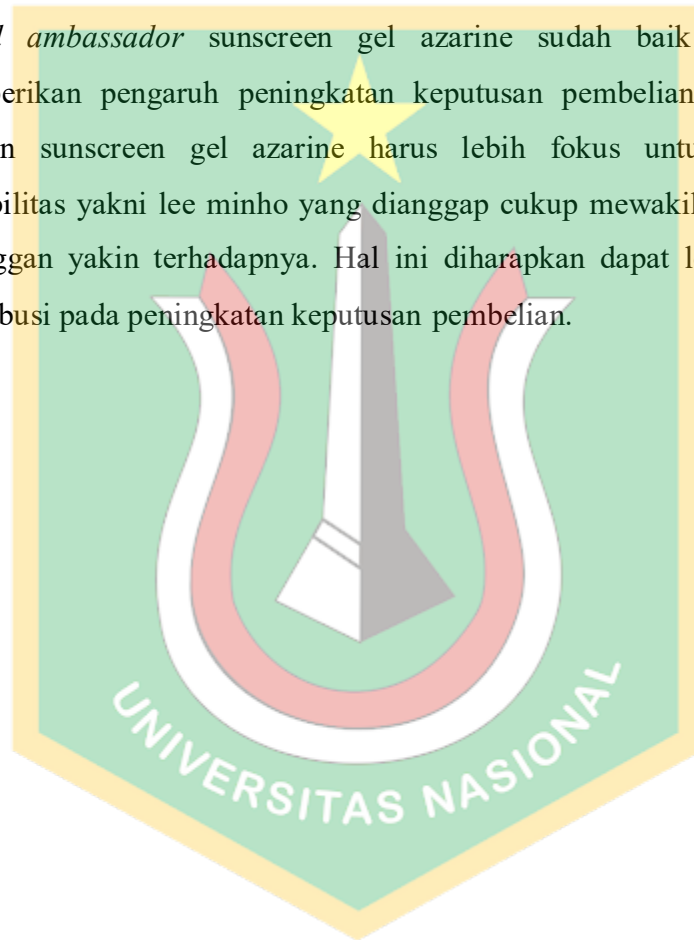 l ambassador sunscreen gel azarine sudah baik
berikan pengaruh peningkatan keputusan pembelian
n sunscreen gel azarine harus lebih fokus untu
bilitas yakni lee minho yang dianggap cukup mewakil
ggan yakin terhadapnya. Hal ini diharapkan dapat l
busi pada peningkatan keputusan pembelian.
UNIVERSITAS NASIONAL